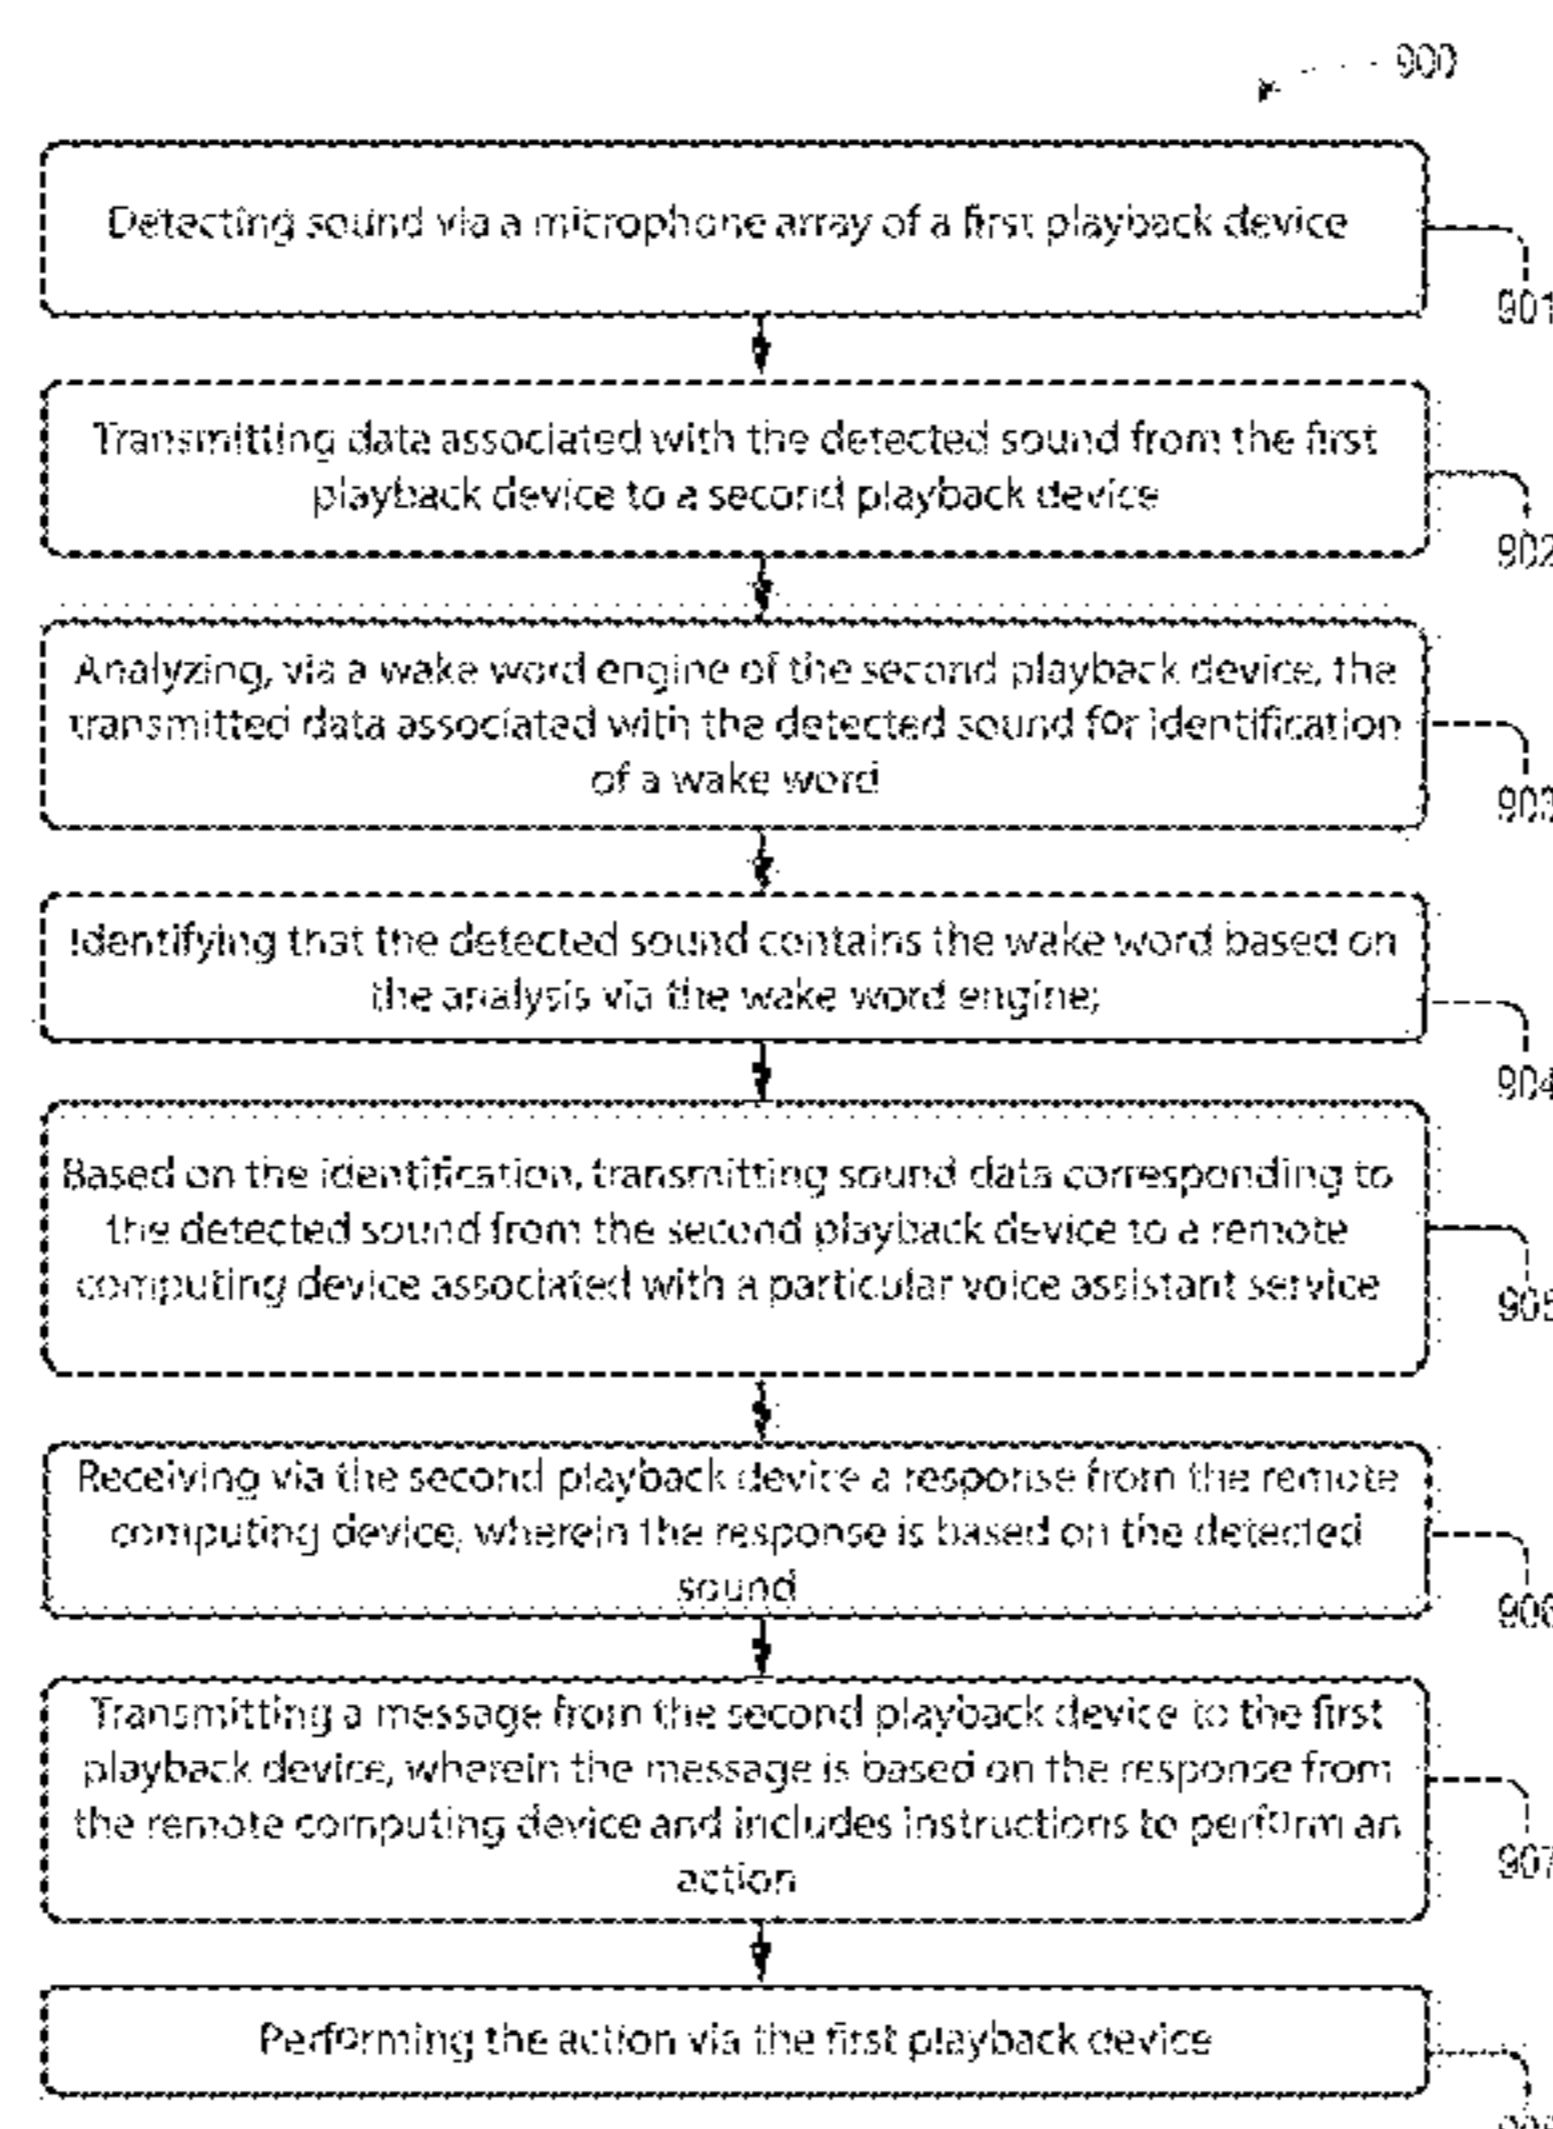 900
Detecting sound via a microphone array of a first playback device
901
Transmitting data associated with the detected sound from the first
playback device to a second playback device
902
Analyzing, via a wake word engine of the second playback device, the
transmitted data associated with the detected sound for identification
of a wake word
903
Identifying that the detected sound contains the wake word based on
the analysis via the wake word engine;
904
Based on the identification, transmitting sound data corresponding to
the detected sound from the second playback device to a remote
computing device associated with a particular voice assistant service
905
Receiving via the second playback device a response from the remote
computing device, wherein the response is based on the detected
sound
906
Transmitting a message from the second playback device to the first
playback device, wherein the message is based on the response from
the remote computing device and includes instructions to perform an
action
907
Performing the action via the first playback device